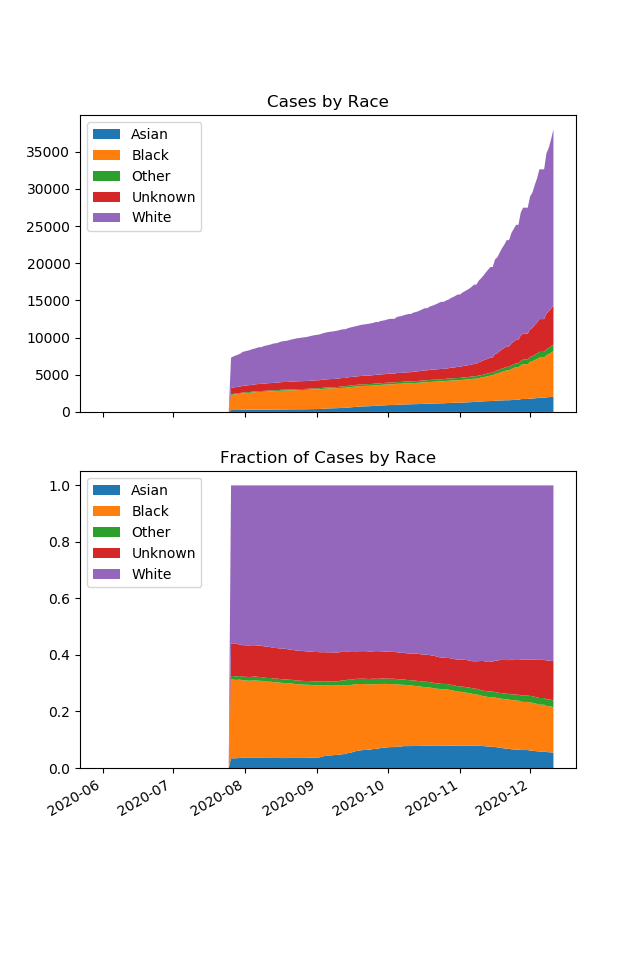 Cases by Race
Asian
Black
Other
Unknown
White
35000
30000
25000
20000
15000
10000
5000
0
Fraction of Cases by Race
Asian
Black
Other
Unknown
White
1.0
0.8
0.6
0.4
0.2
0.0
2020-06
2020-07
2020-08
2020-09
2020-10
2020-11
2020-12